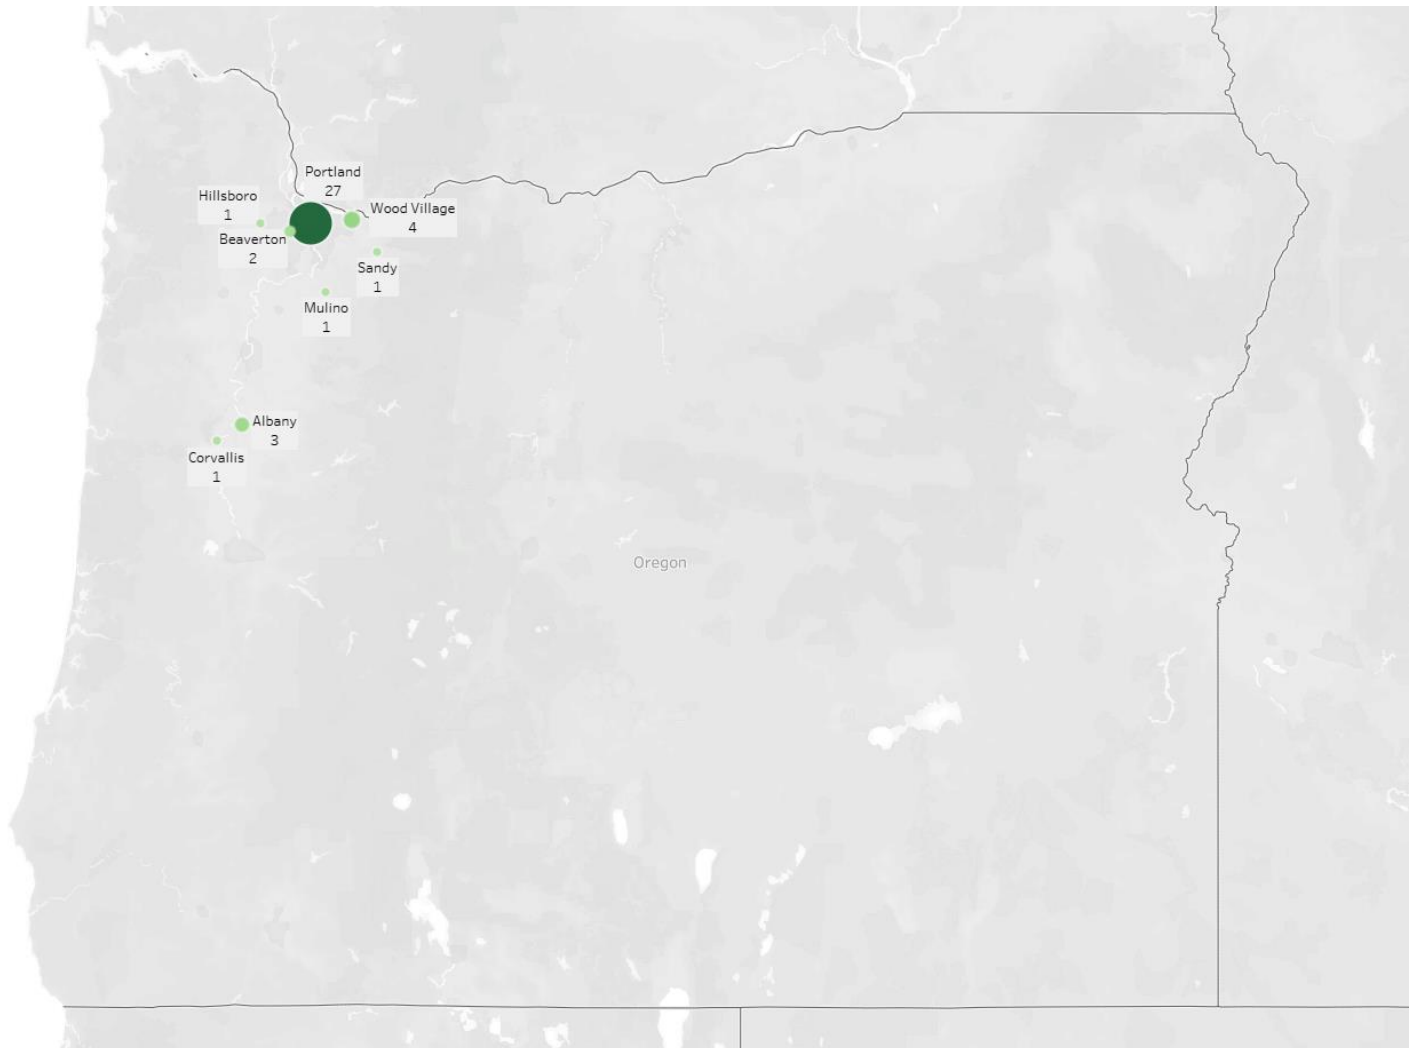 Portland
27
Hillsboro
1
Wood Village
4
Beaverton
2
Sandy
1
Mulino
1
Albany
3
Corvallis
1
Oregon